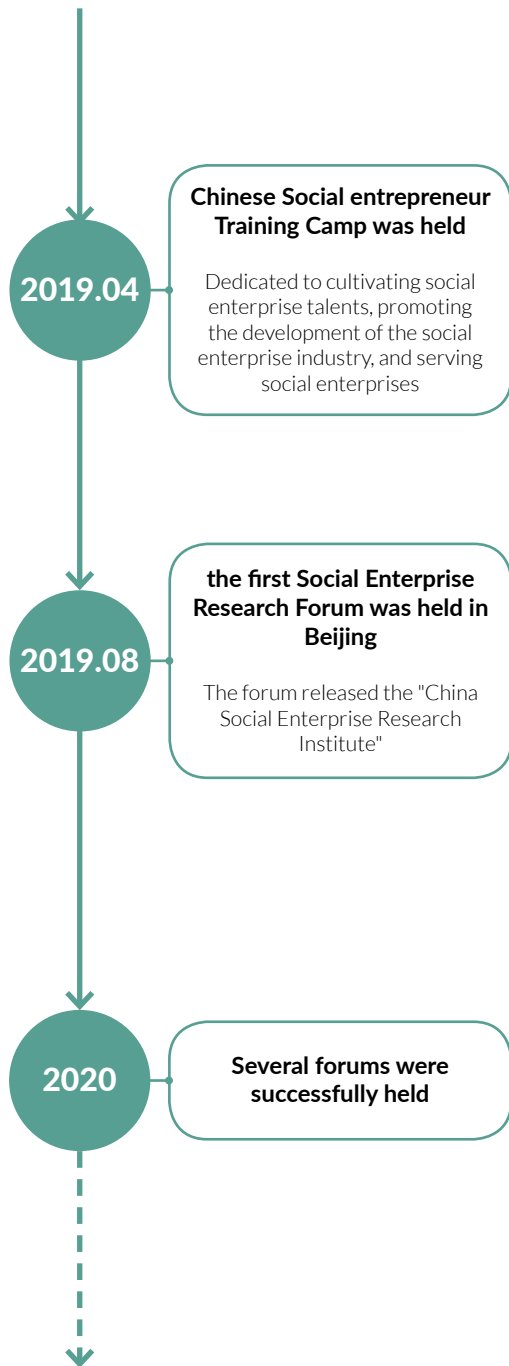 2019.04
Chinese Social entrepreneur
Training Camp was held
Dedicated to cultivating social
enterprise talents, promoting
the development of the social
enterprise industry, and serving
social enterprises
2019.08
the first Social Enterprise
Research Forum was held in
Beijing
The forum released the "China
Social Enterprise Research
Institute"
2020
Several forums were
successfully held